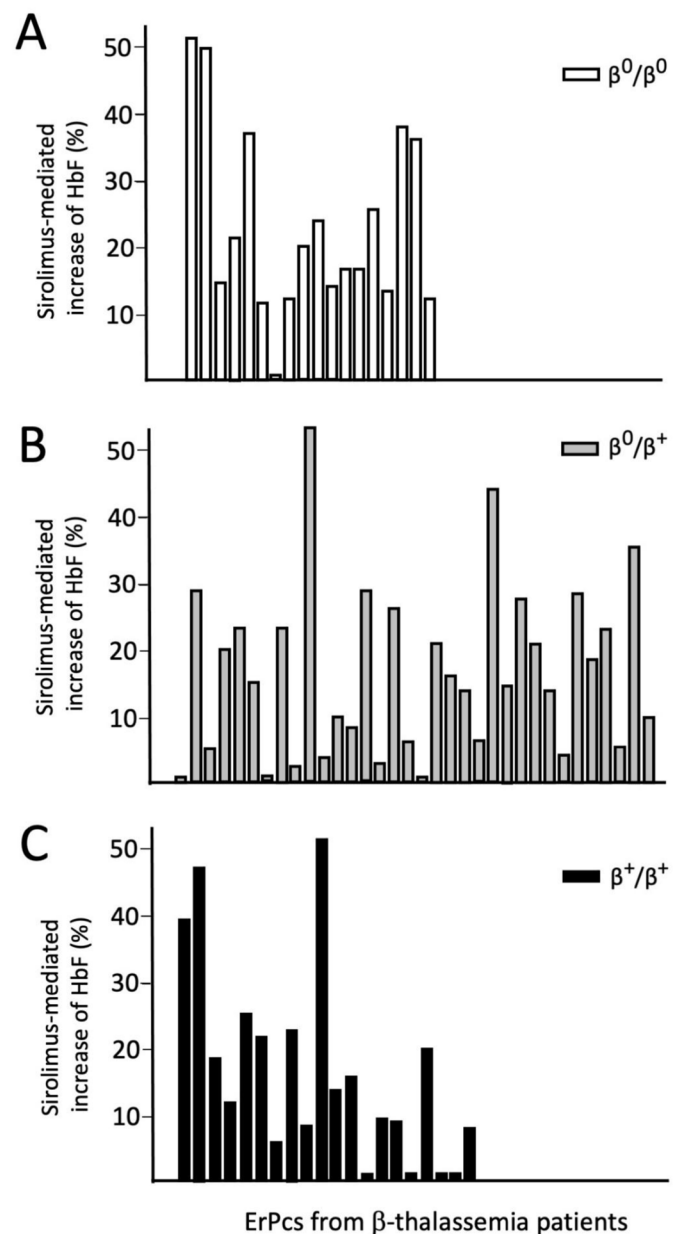 A
Sirolimus-mediated
increase of HbF (%)
50
40
30
20
10
β⁰/β⁰
B
Sirolimus-mediated
increase of HbF (%)
50
40
30
20
10
β⁰/β⁺
C
Sirolimus-mediated
increase of HbF (%)
50
40
30
20
10
β⁺/β⁺
ErPcs from β-thalassemia patients